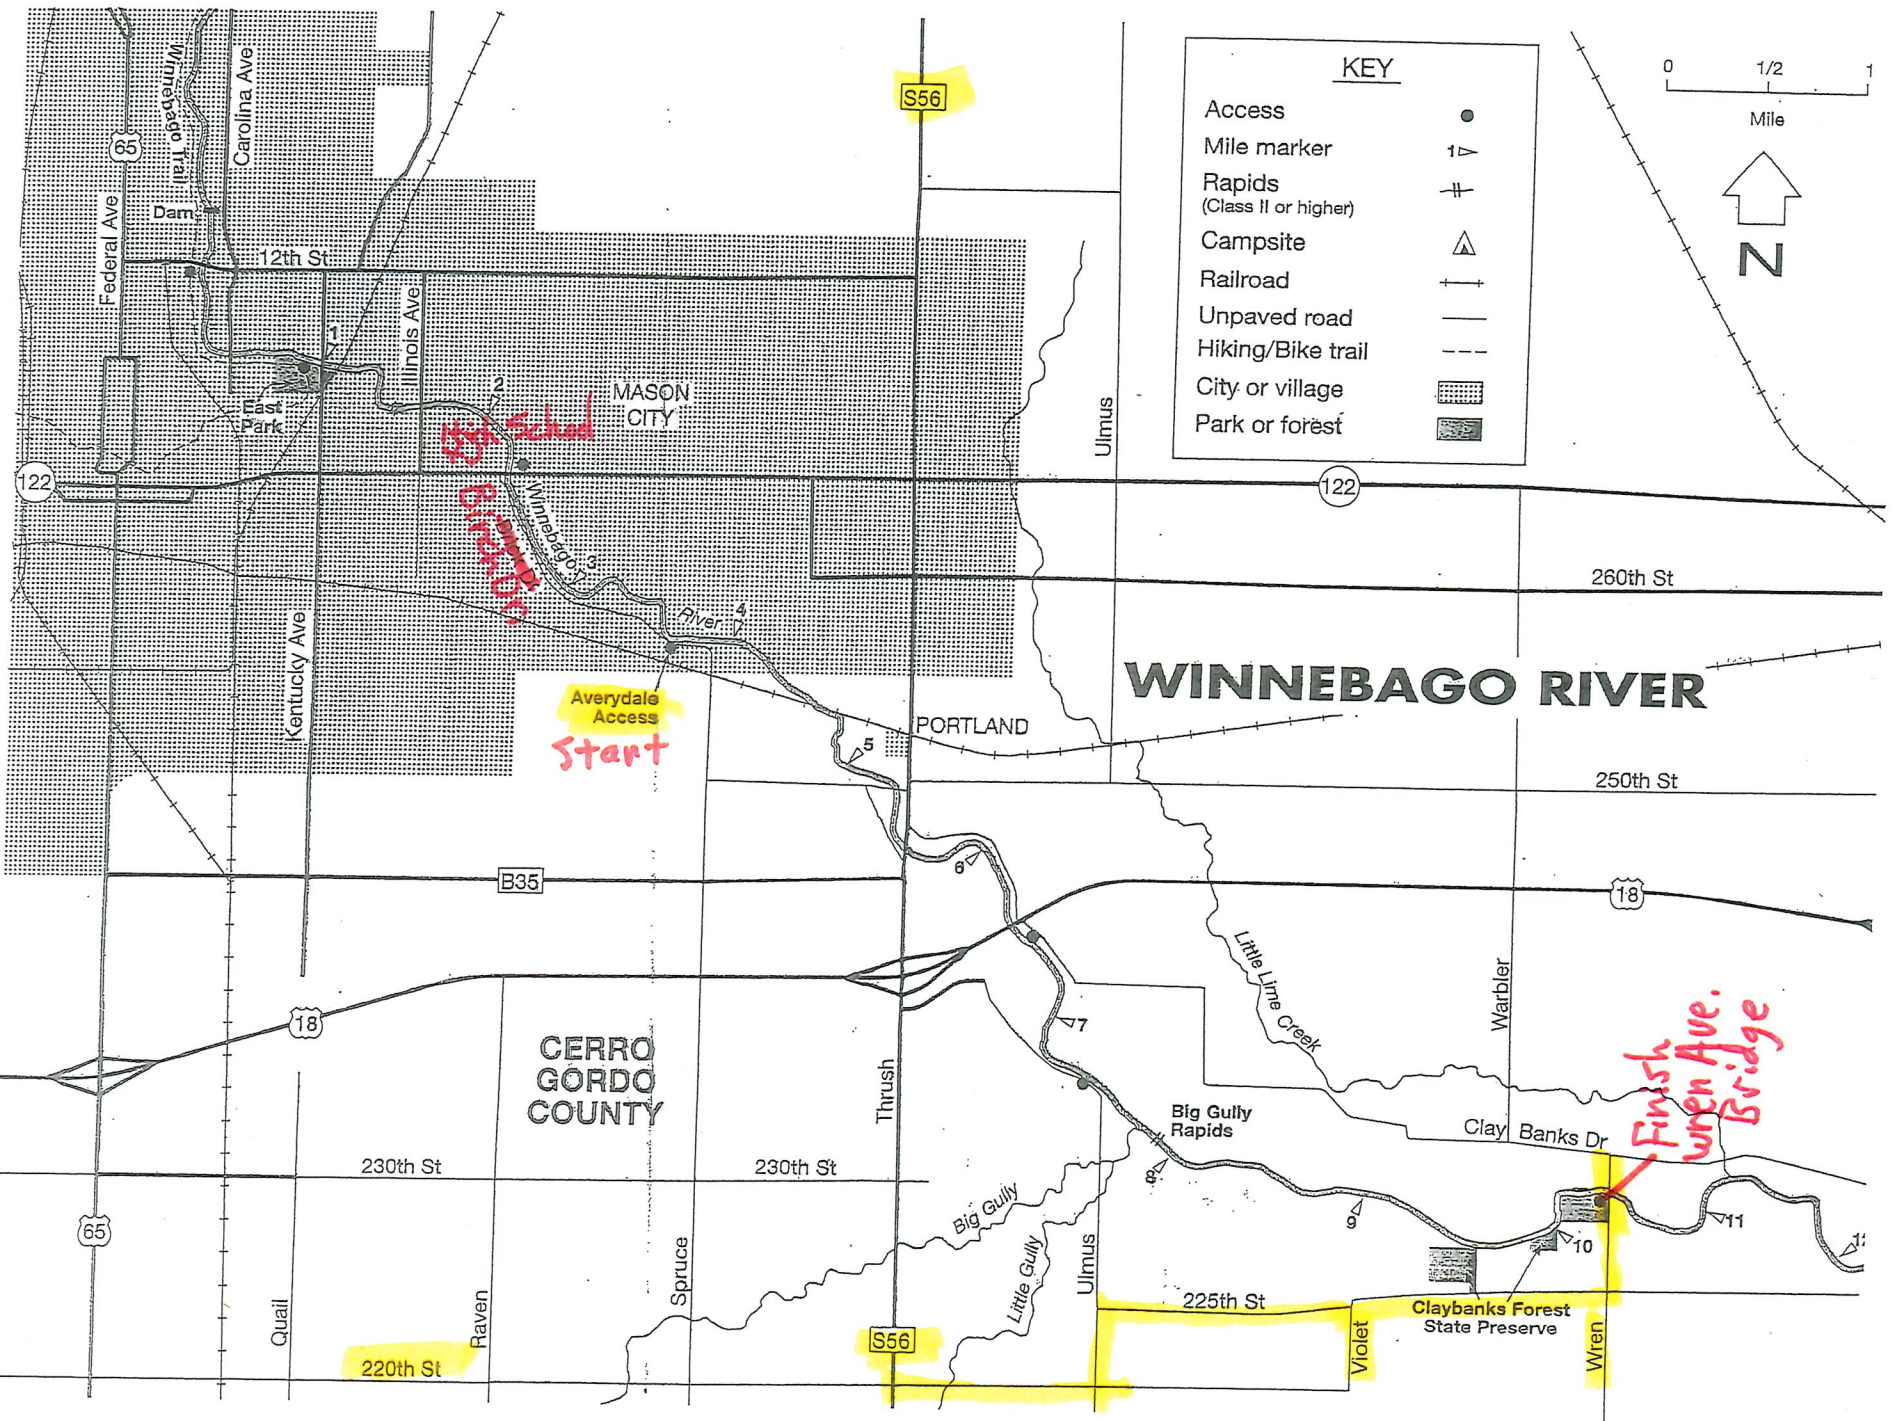 Winnebago Trail
Carolina Ave
65
Federal Ave
Dam
12th St
Illinois Ave
1
2
East
Park
High School
MASON
CITY
122
Birch Dr
Winnebago
3
River
4
Kentucky Ave
Averydale
Access
Start
S56
Ulmus
KEY
Access
Mile marker
1
Rapids
(Class II or higher)
Campsite
Railroad
Unpaved road
Hiking/Bike trail
City or village
Park or forest
0 1/2 1
Mile
N
122
260th St
WINNEBAGO RIVER
PORTLAND
5
250th St
B35
6
18
18
Little Lime Creek
Warbler
7
CERRO
GORDO
COUNTY
Thrush
Big Gully
Rapids
8
Clay Banks Dr
Finish
Wren Ave.
Bridge
230th St
230th St
65
Big Gully
9
10
11
Little Gully
Ulmus
Spruce
225th St
Claybanks Forest
State Preserve
Quail
Raven
220th St
S56
Violet
Wren